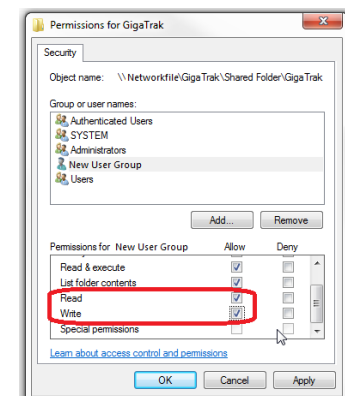 Permissions for GigaTrak
Security
Object name: \\Networkfile\GigaTrak\Shared Folder\GigaTrak
Group or user names:
Authenticated Users
SYSTEM
Administrators
New User Group
Users
Add... Remove
Permissions for New User Group Allow Deny
Read & execute
List folder contents
Read
Write
Special permissions
Learn about access control and permissions
OK Cancel Apply